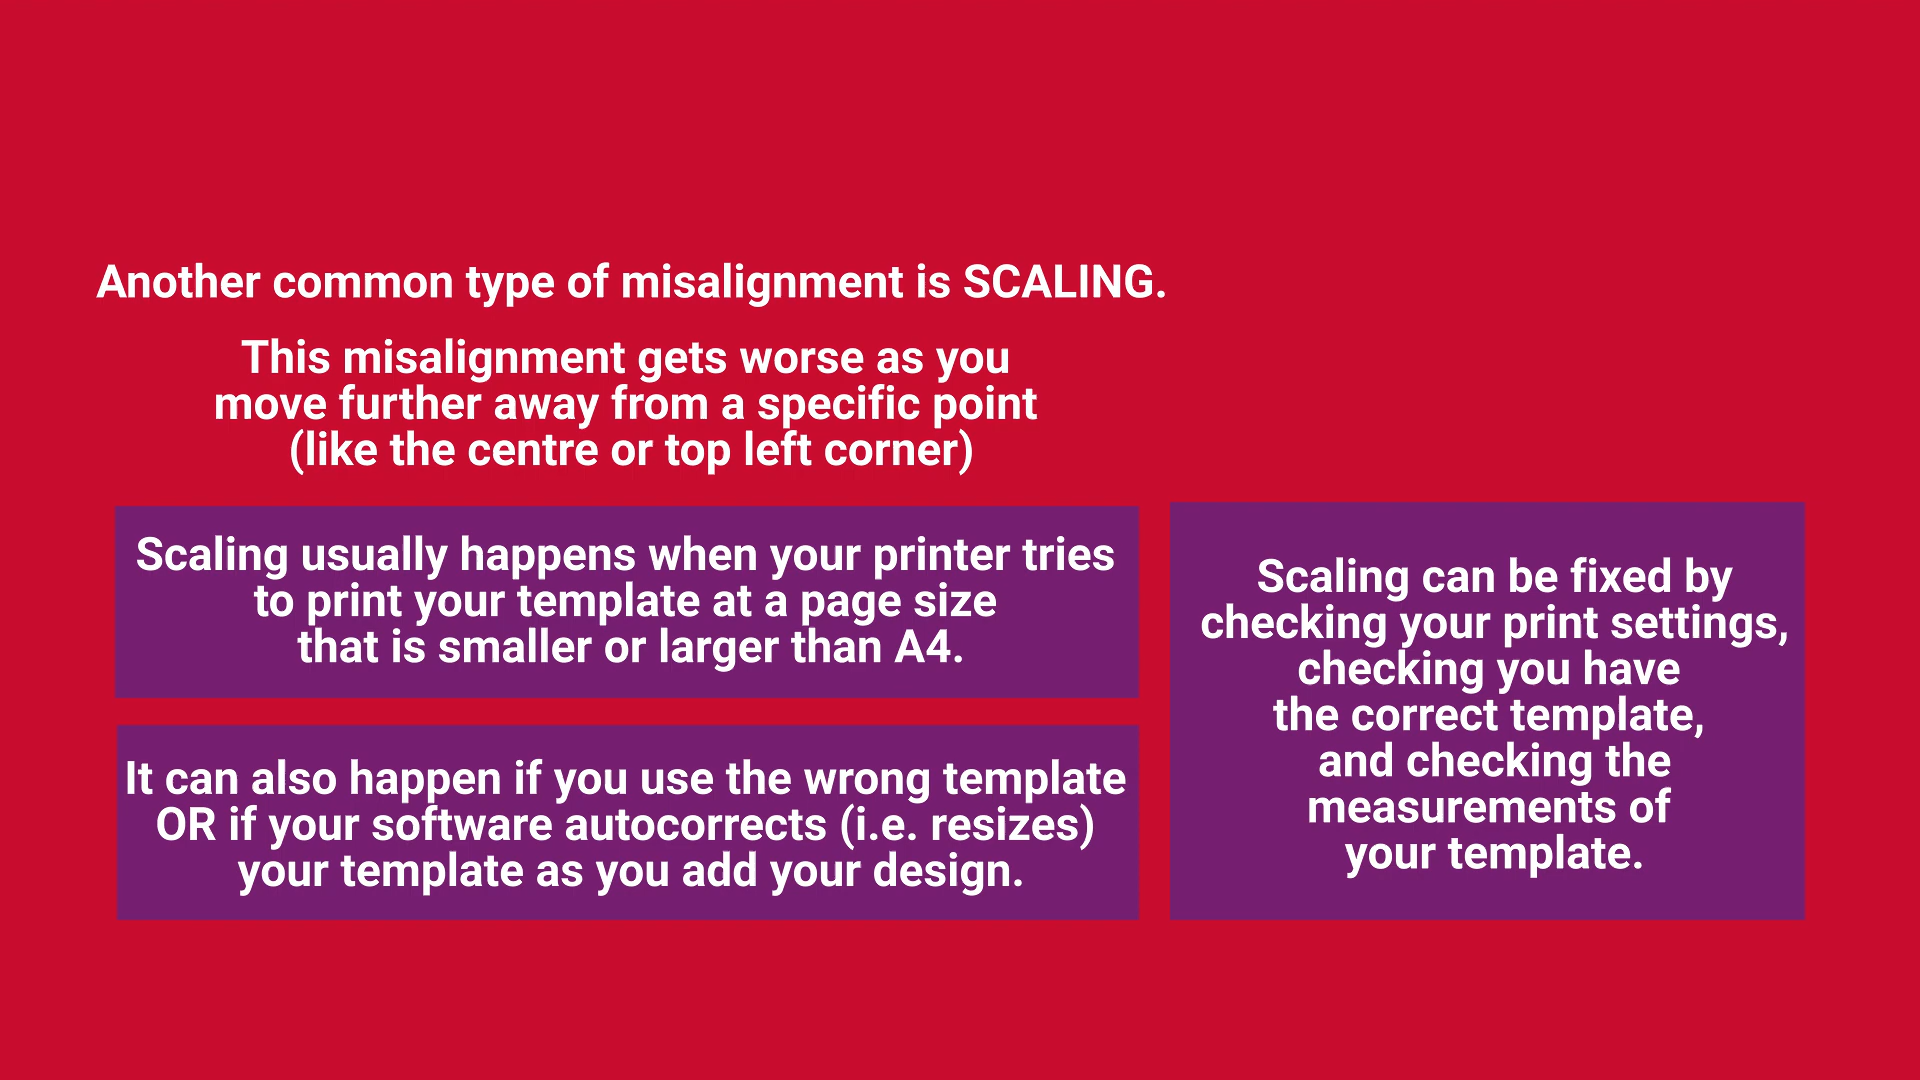 Another common type of misalignment is SCALING.
This misalignment gets worse as you
move further away from a specific point
(like the centre or top left corner)
Scaling usually happens when your printer tries
to print your template at a page size
that is smaller or larger than A4.
It can also happen if you use the wrong template
OR if your software autocorrects (i.e. resizes)
your template as you add your design.
Scaling can be fixed by
checking your print settings,
checking you have
the correct template,
and checking the
measurements of
your template.